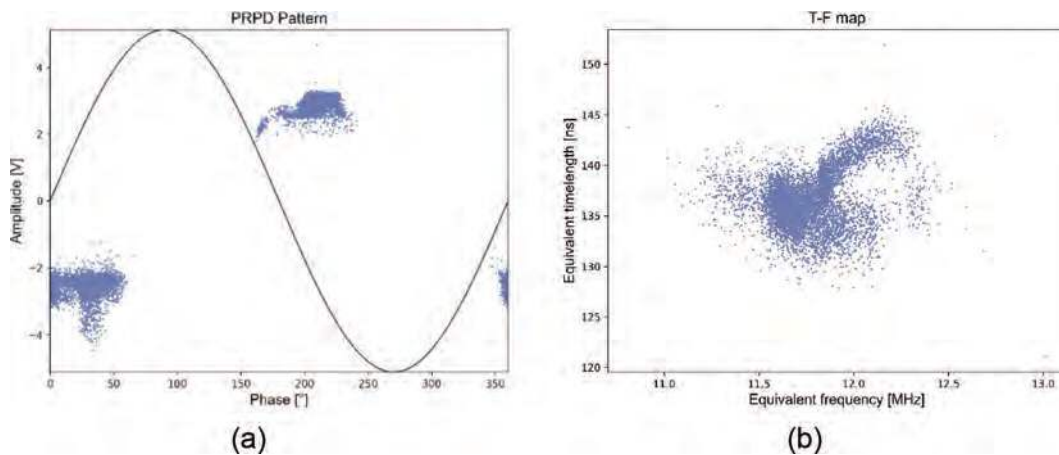 PRPD Pattern
4
2
0
−2
−4
Amplitude [V]
0 50 100 150 200 250 300 350
Phase [°]
(a)
T-F map
150
145
140
135
130
125
120
Equivalent timelength [ns]
11.0 11.5 12.0 12.5 13.0
Equivalent frequency [MHz]
(b)